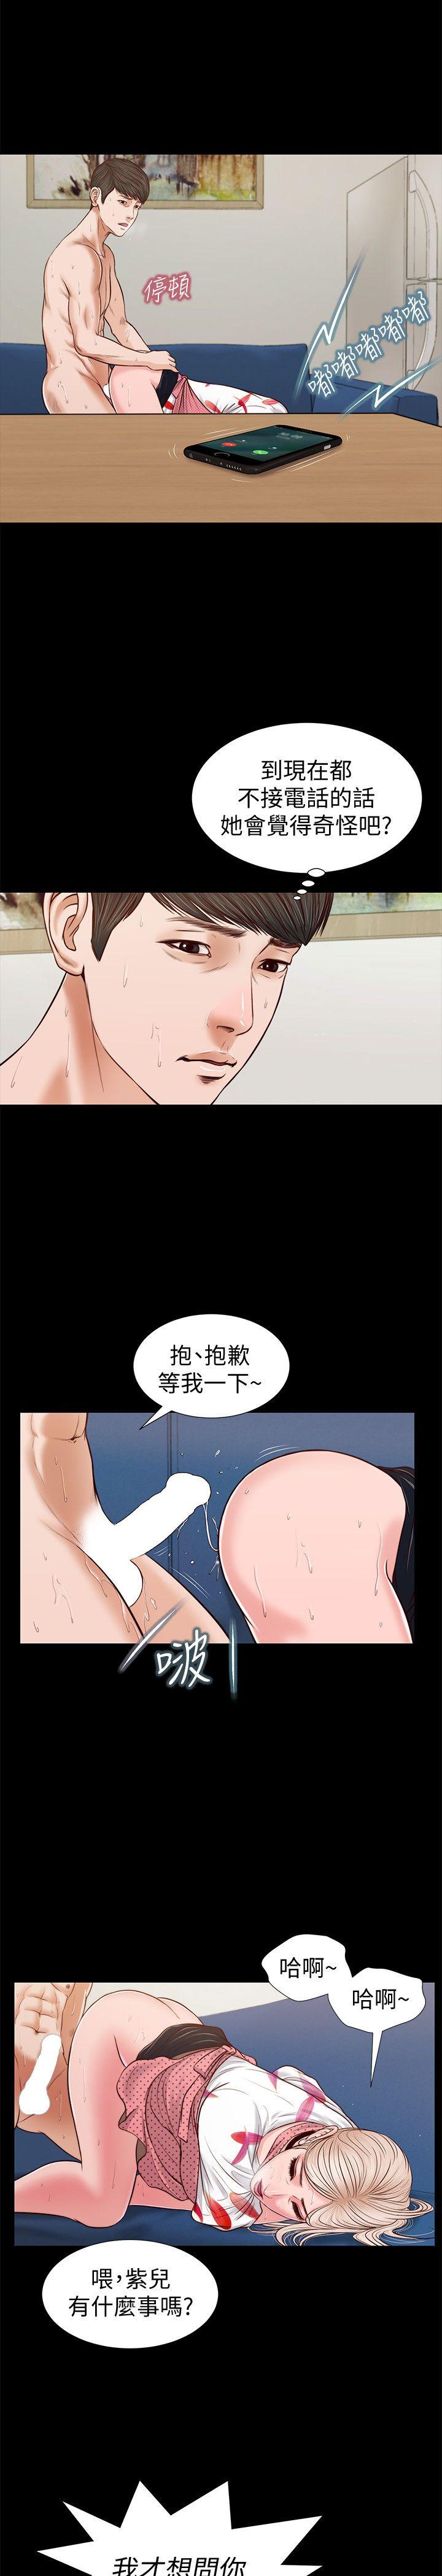 停頓
嘟嘟嘟嘟嘟
到現在都
不接電話的話
她會覺得奇怪吧?
抱、抱歉
等我一下~
啵
哈啊~
哈啊~
喂,紫兒
有什麼事嗎?
我才想問你